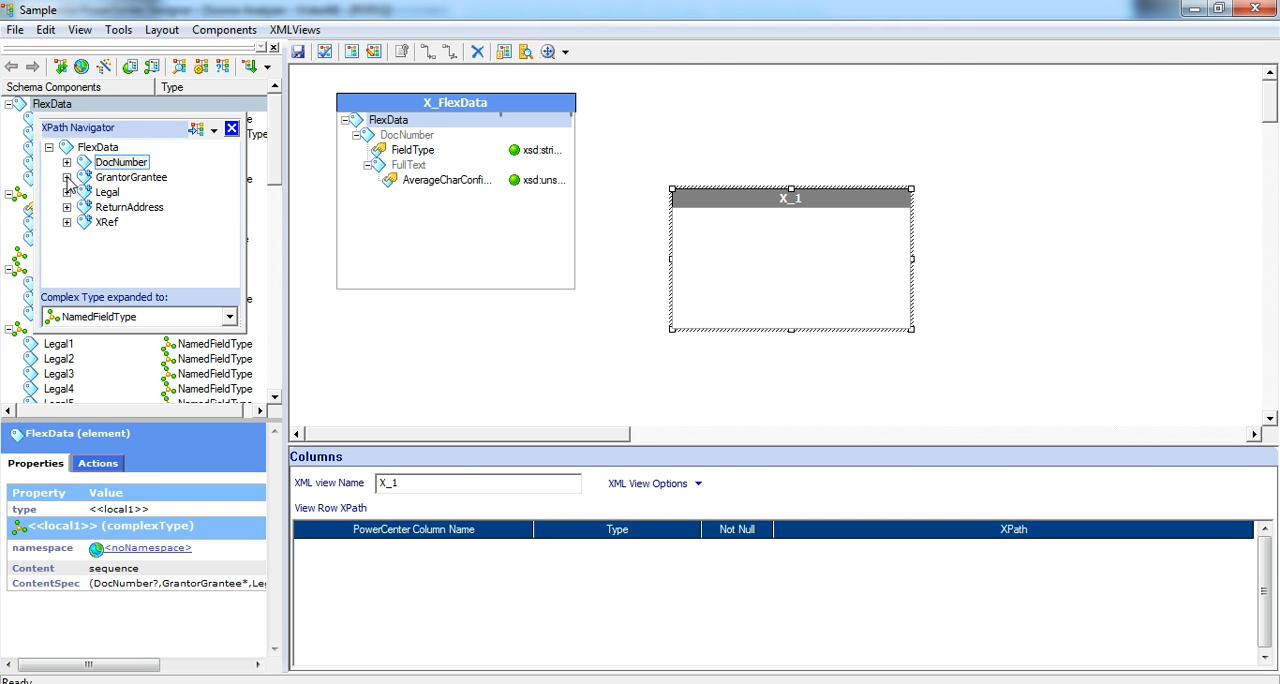 Sample
File Edit View Tools Layout Components XMLViews
Schema Components Type
FlexData
XPath Navigator
FlexData
DocNumber
GrantorGrantee
Legal
ReturnAddress
XRef
Complex Type expanded to:
NamedFieldType
Legal1 NamedFieldType
Legal2 NamedFieldType
Legal3 NamedFieldType
Legal4 NamedFieldType
FlexData (element)
Properties Actions
Property Value
type <<local1>>
<<local1>> (complexType)
namespace <noNamespace>
Content sequence
ContentSpec (DocNumber?,GrantorGrantee*,Leg
Ready
X_FlexData
FlexData
DocNumber
FieldType xsd:stri...
FullText
AverageCharConfi... xsd:uns...
X_1
Columns
XML view Name X_1 XML View Options
View Row XPath
PowerCenter Column Name Type Not Null XPath